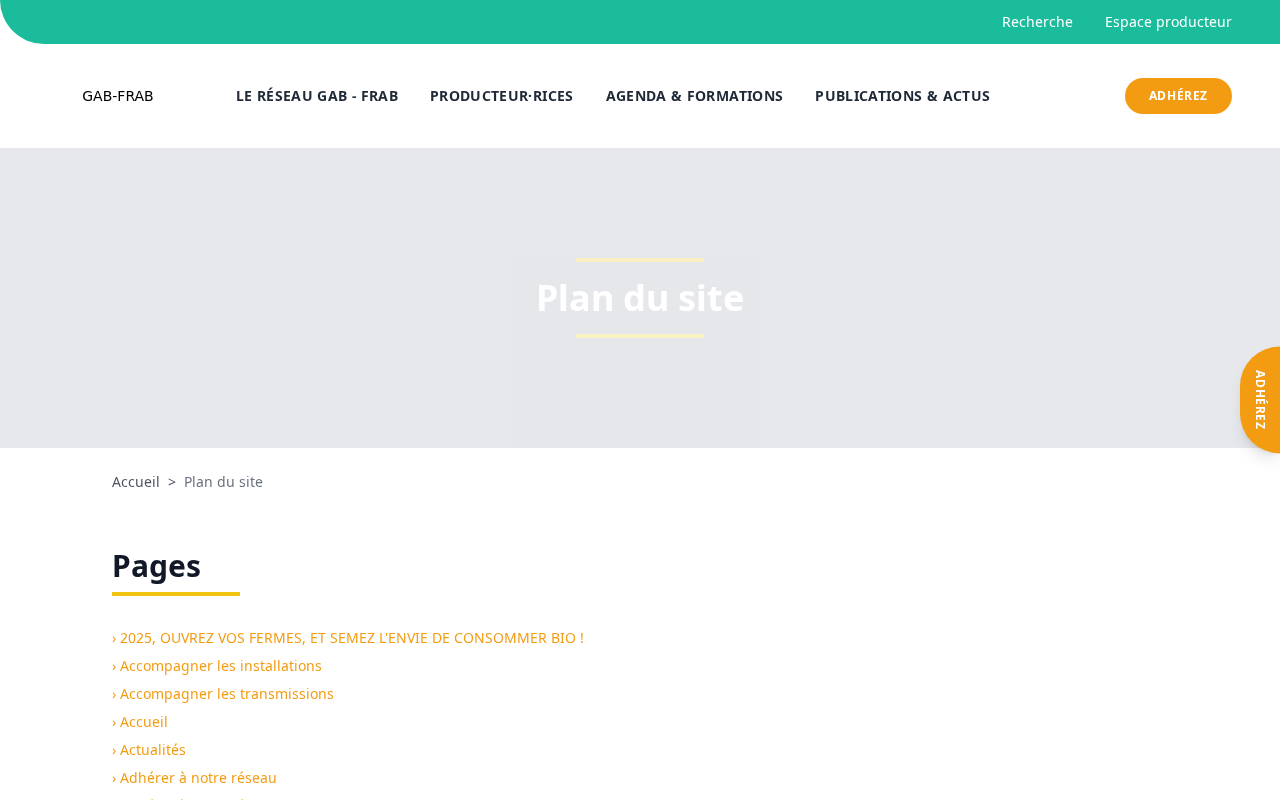 Recherche Espace producteur
GAB-FRAB LE RÉSEAU GAB - FRAB PRODUCTEUR·RICES AGENDA & FORMATIONS PUBLICATIONS & ACTUS ADHÉREZ
Plan du site
ADHÉREZ
Accueil > Plan du site
Pages
› 2025, OUVREZ VOS FERMES, ET SEMEZ L'ENVIE DE CONSOMMER BIO !
› Accompagner les installations
› Accompagner les transmissions
› Accueil
› Actualités
› Adhérer à notre réseau